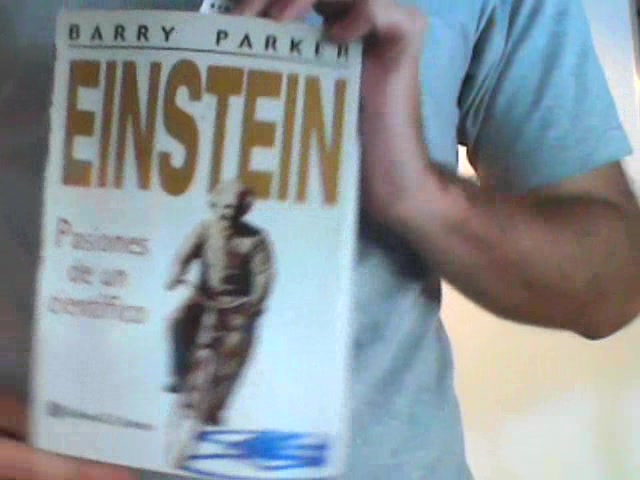 BARRY PARKER
EINSTEIN
Pasiones
de un
científico